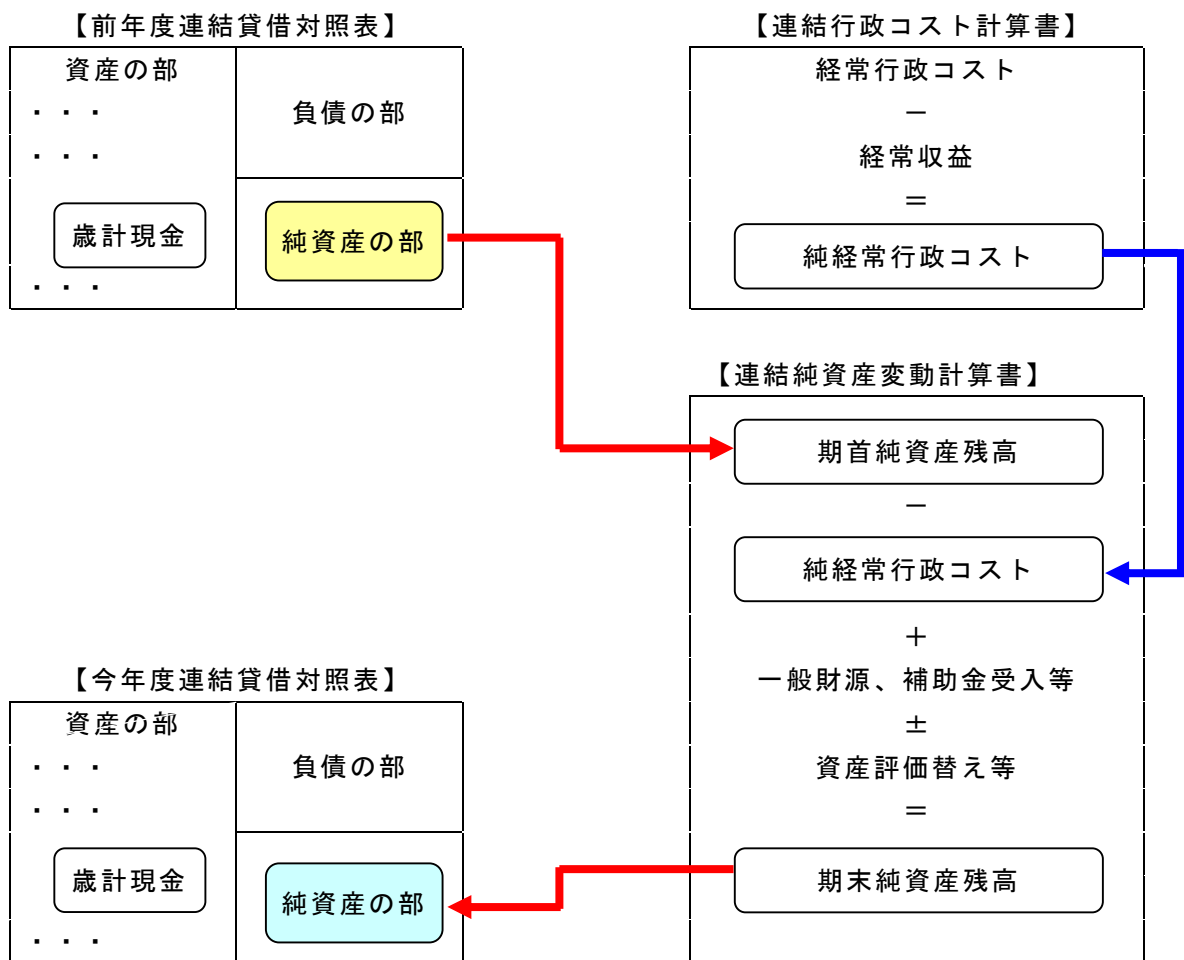 【前年度連結貸借対照表】
資産の部
・・・
・・・
歳計現金
・・・
負債の部
純資産の部
【連結行政コスト計算書】
経常行政コスト
－
経常収益
＝
純経常行政コスト
【連結純資産変動計算書】
期首純資産残高
－
純経常行政コスト
＋
一般財源、補助金受入等
±
資産評価替え等
＝
期末純資産残高
【今年度連結貸借対照表】
資産の部
・・・
・・・
歳計現金
・・・
負債の部
純資産の部